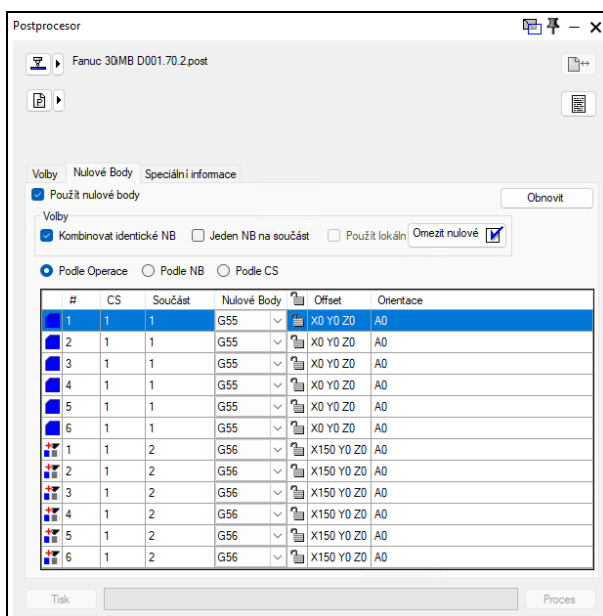 Postprocesor
Fanuc 30iMB D001.70.2.post
Volby Nulové Body Speciální informace
Použít nulové body Obnovit
Volby
Kombinovat identické NB Jeden NB na součást Použít lokáln Omezit nulové
Podle Operace Podle NB Podle CS
# CS Součást Nulové Body Offset Orientace
1 1 1 G55 X0 Y0 Z0 A0
2 1 1 G55 X0 Y0 Z0 A0
3 1 1 G55 X0 Y0 Z0 A0
4 1 1 G55 X0 Y0 Z0 A0
5 1 1 G55 X0 Y0 Z0 A0
6 1 1 G55 X0 Y0 Z0 A0
1 1 2 G56 X150 Y0 Z0 A0
2 1 2 G56 X150 Y0 Z0 A0
3 1 2 G56 X150 Y0 Z0 A0
4 1 2 G56 X150 Y0 Z0 A0
5 1 2 G56 X150 Y0 Z0 A0
6 1 2 G56 X150 Y0 Z0 A0
Tisk Proces